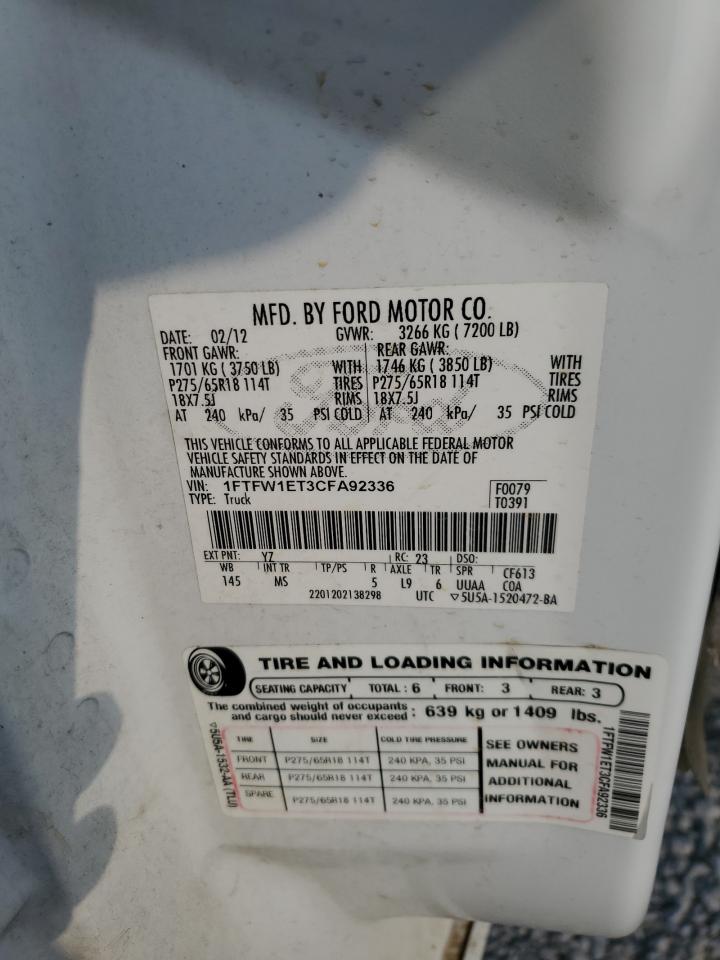 MFD. BY FORD MOTOR CO.
DATE: 02/12 GVWR: 3266 KG ( 7200 LB)
FRONT GAWR: REAR GAWR:
1701 KG ( 3750 LB) WITH 1746 KG ( 3850 LB) WITH
P275/65R18 114T TIRES P275/65R18 114T TIRES
18X7.5J RIMS 18X7.5J RIMS
AT 240 kPa/ 35 PSI COLD AT 240 kPa/ 35 PSI COLD
THIS VEHICLE CONFORMS TO ALL APPLICABLE FEDERAL MOTOR
VEHICLE SAFETY STANDARDS IN EFFECT ON THE DATE OF
MANUFACTURE SHOWN ABOVE.
VIN: 1FTFW1ET3CFA92336 F0079
TYPE: Truck T0391
EXT PNT: YZ RC: 23 DSO:
WB INT TR TP/PS R AXLE TR SPR CF613
145 MS 5 L9 6 UUAA COA
2201202138298 UTC ▽5U5A-1520472-BA
TIRE AND LOADING INFORMATION
SEATING CAPACITY TOTAL : 6 FRONT: 3 REAR: 3
The combined weight of occupants
and cargo should never exceed : 639 kg or 1409 lbs.
TIRE SIZE COLD TIRE PRESSURE
FRONT P275/65R18 114T 240 KPA, 35 PSI
REAR P275/65R18 114T 240 KPA, 35 PSI
SPARE P275/65R18 114T 240 KPA, 35 PSI
SEE OWNERS
MANUAL FOR
ADDITIONAL
INFORMATION
▽5U5A-1532-AA (TLU)
1FTFW1ET3CFA92336